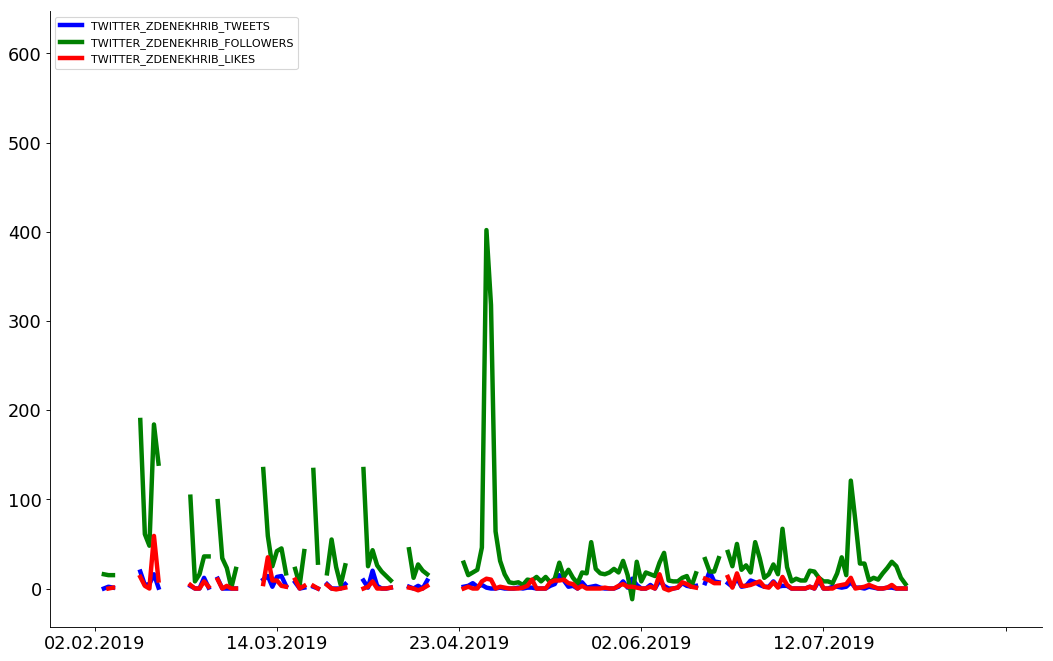 TWITTER_ZDENEKHRIB_TWEETS
TWITTER_ZDENEKHRIB_FOLLOWERS
TWITTER_ZDENEKHRIB_LIKES
600
500
400
300
200
100
0
02.02.2019 14.03.2019 23.04.2019 02.06.2019 12.07.2019